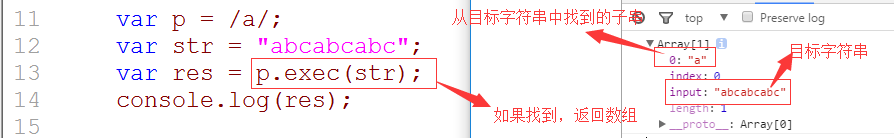 11 var p = /a/;
12 var str = "abcabcabc";
13 var res = p.exec(str);
14 console.log(res);
从目标字符串中找到的子串
如果找到，返回数组
top ▼ Preserve log
▼Array[1]
0: "a"
index: 0
input: "abcabcabc"
length: 1
▶ __proto__: Array[0]
目标字符串